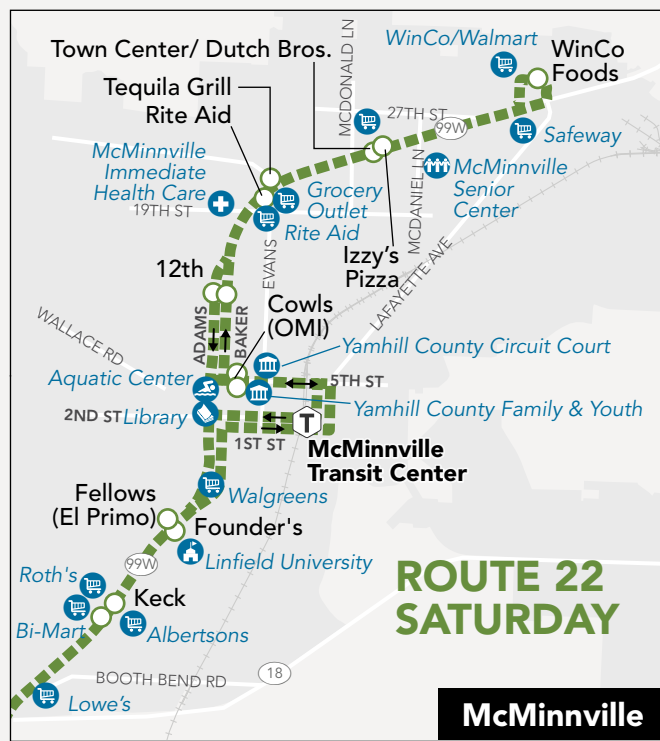 Town Center/ Dutch Bros.
MCDONALD LN
WinCo/Walmart
WinCo
Foods
Tequila Grill
Rite Aid
27TH ST
99W
Safeway
McMinnville
Immediate
Health Care
19TH ST
Grocery
Outlet
Rite Aid
MCDANIEL LN
McMinnville
Senior
Center
Izzy's
Pizza
LAFAYETTE AVE
EVANS
12th
ADAMS
BAKER
Cowls
(OMI)
WALLACE RD
Yamhill County Circuit Court
Aquatic Center
5TH ST
2ND ST
Library
Yamhill County Family & Youth
1ST ST
T
McMinnville
Transit Center
Walgreens
Fellows
(El Primo)
Founder's
Linfield University
99W
Roth's
Keck
Bi-Mart
Albertsons
ROUTE 22
SATURDAY
BOOTH BEND RD
18
Lowe's
McMinnville